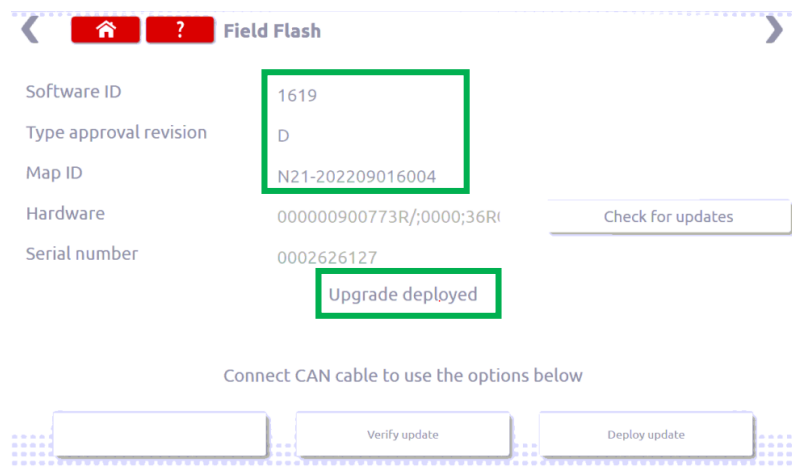 ? Field Flash
Software ID 1619
Type approval revision D
Map ID N21-202209016004
Hardware 000000900773R/;0000;36R
Check for updates
Serial number 0002626127
Upgrade deployed
Connect CAN cable to use the options below
Verify update
Deploy update